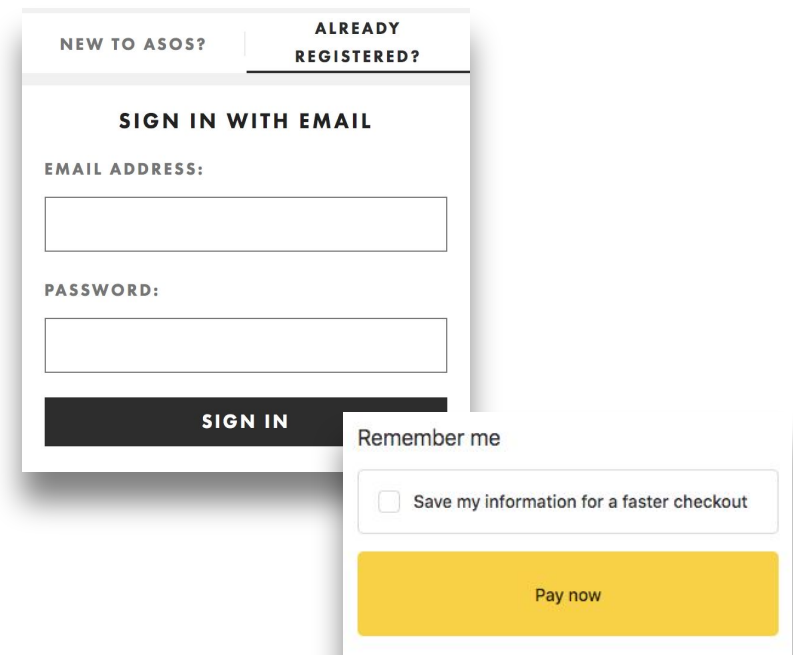 NEW TO ASOS?
ALREADY
REGISTERED?
SIGN IN WITH EMAIL
EMAIL ADDRESS:
PASSWORD:
SIGN IN
Remember me
Save my information for a faster checkout
Pay now